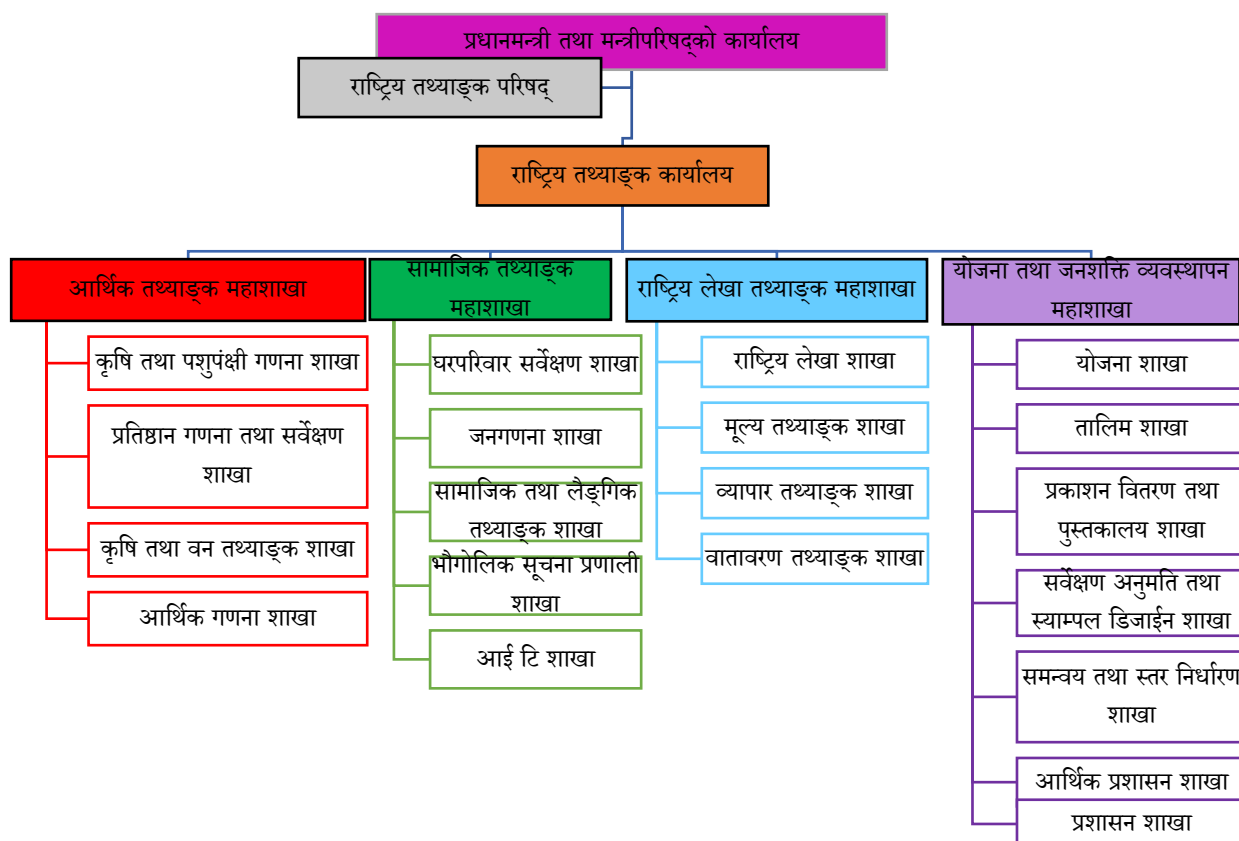 प्रधानमन्त्री तथा मन्त्रीपरिषद्को कार्यालय
राष्ट्रिय तथ्याङ्क परिषद्
राष्ट्रिय तथ्याङ्क कार्यालय
आर्थिक तथ्याङ्क महाशाखा
कृषि तथा पशुपंक्षी गणना शाखा
प्रतिष्ठान गणना तथा सर्वेक्षण
शाखा
कृषि तथा वन तथ्याङ्क शाखा
आर्थिक गणना शाखा
सामाजिक तथ्याङ्क
महाशाखा
घरपरिवार सर्वेक्षण शाखा
जनगणना शाखा
सामाजिक तथा लैङ्गिक
तथ्याङ्क शाखा
भौगोलिक सूचना प्रणाली
शाखा
आई टि शाखा
राष्ट्रिय लेखा तथ्याङ्क महाशाखा
राष्ट्रिय लेखा शाखा
मूल्य तथ्याङ्क शाखा
व्यापार तथ्याङ्क शाखा
वातावरण तथ्याङ्क शाखा
योजना तथा जनशक्ति व्यवस्थापन
महाशाखा
योजना शाखा
तालिम शाखा
प्रकाशन वितरण तथा
पुस्तकालय शाखा
सर्वेक्षण अनुमति तथा
स्याम्पल डिजाईन शाखा
समन्वय तथा स्तर निर्धारण
शाखा
आर्थिक प्रशासन शाखा
प्रशासन शाखा